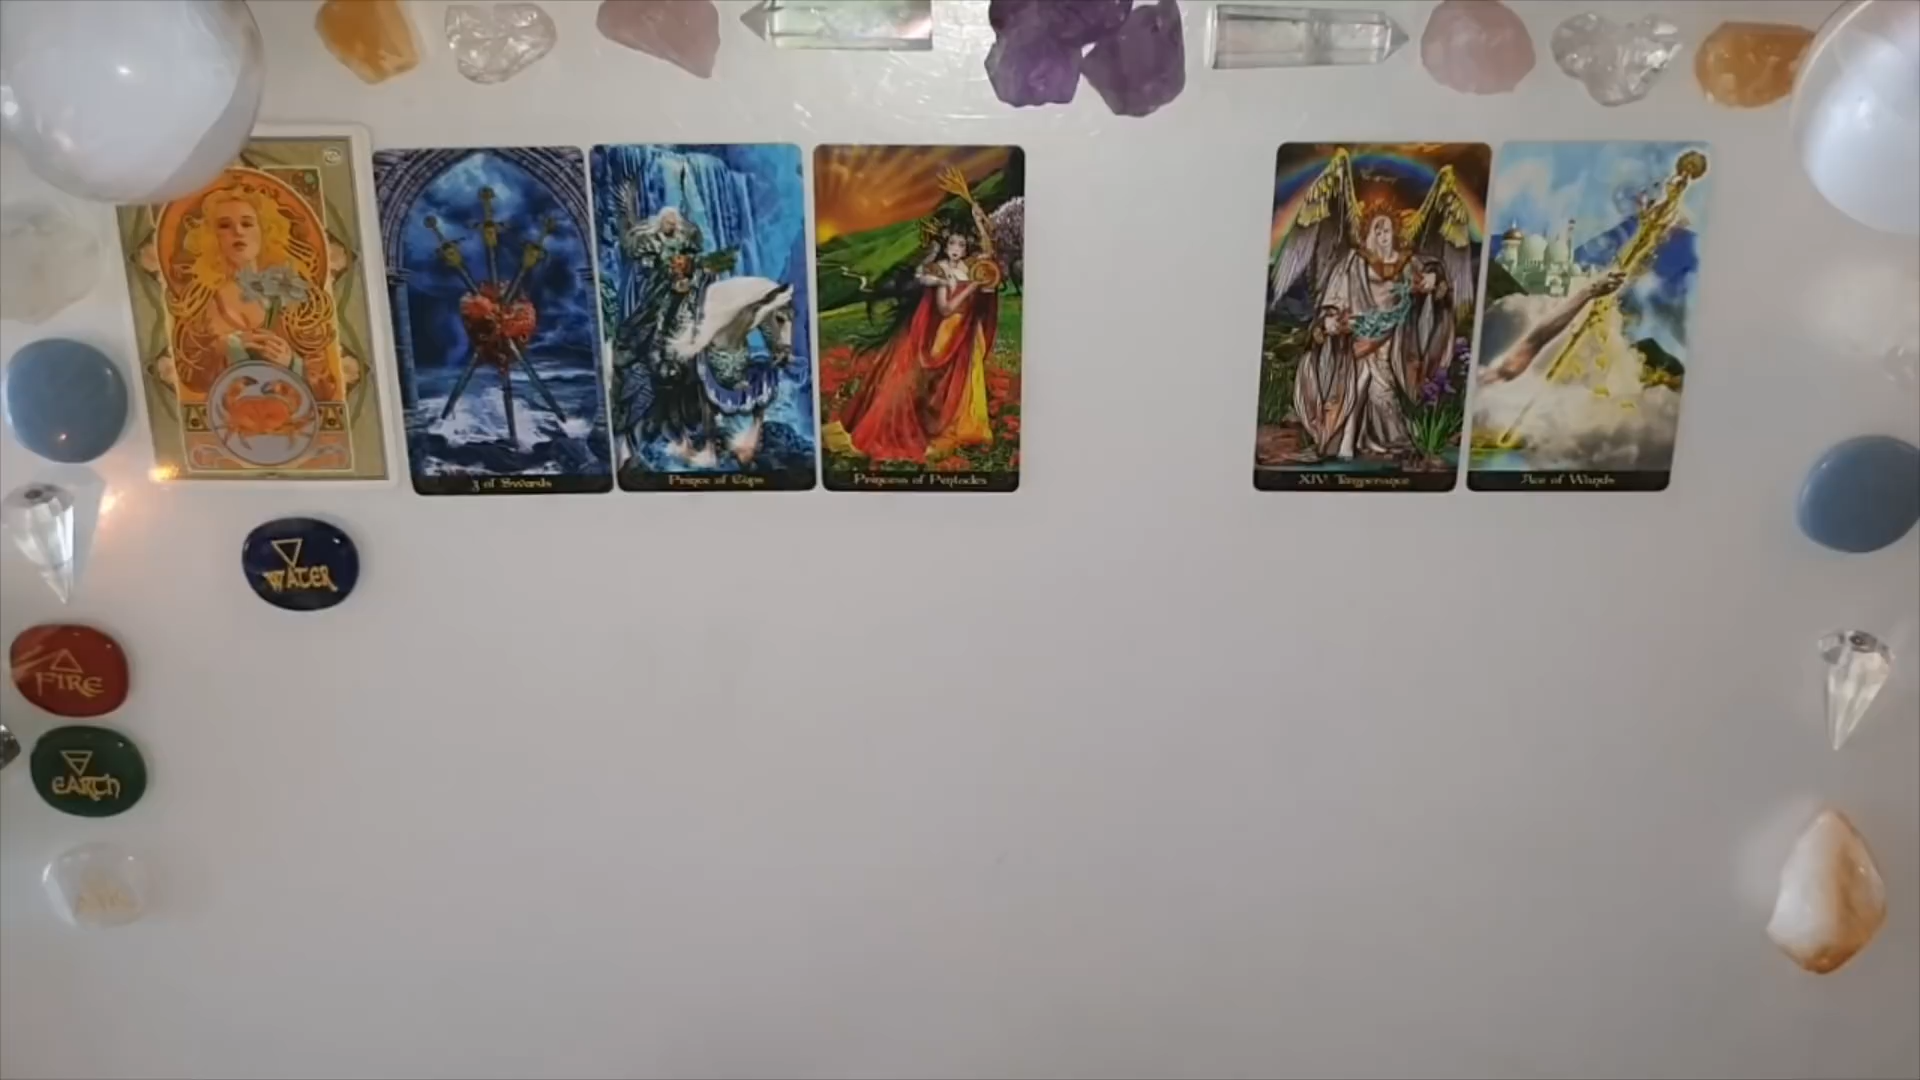 3 of Swords
Prince of Cups
Princess of Pentacles
XIV Temperance
Ace of Wands
WATER
FIRE
EARTH